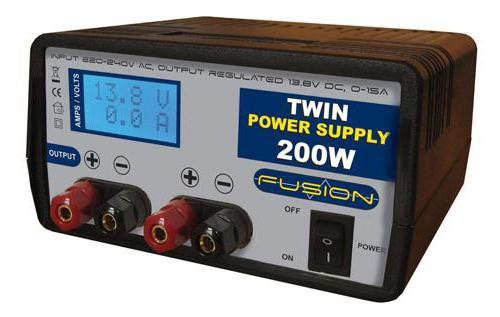 INPUT 220-240V AC, OUTPUT REGULATED 13.8V DC, 0-15A
AMPS / VOLTS
13.8 V
0.0 A
TWIN
POWER SUPPLY
200W
OUTPUT
+ −
+ −
FUSION
OFF
POWER
ON
O
I
CE